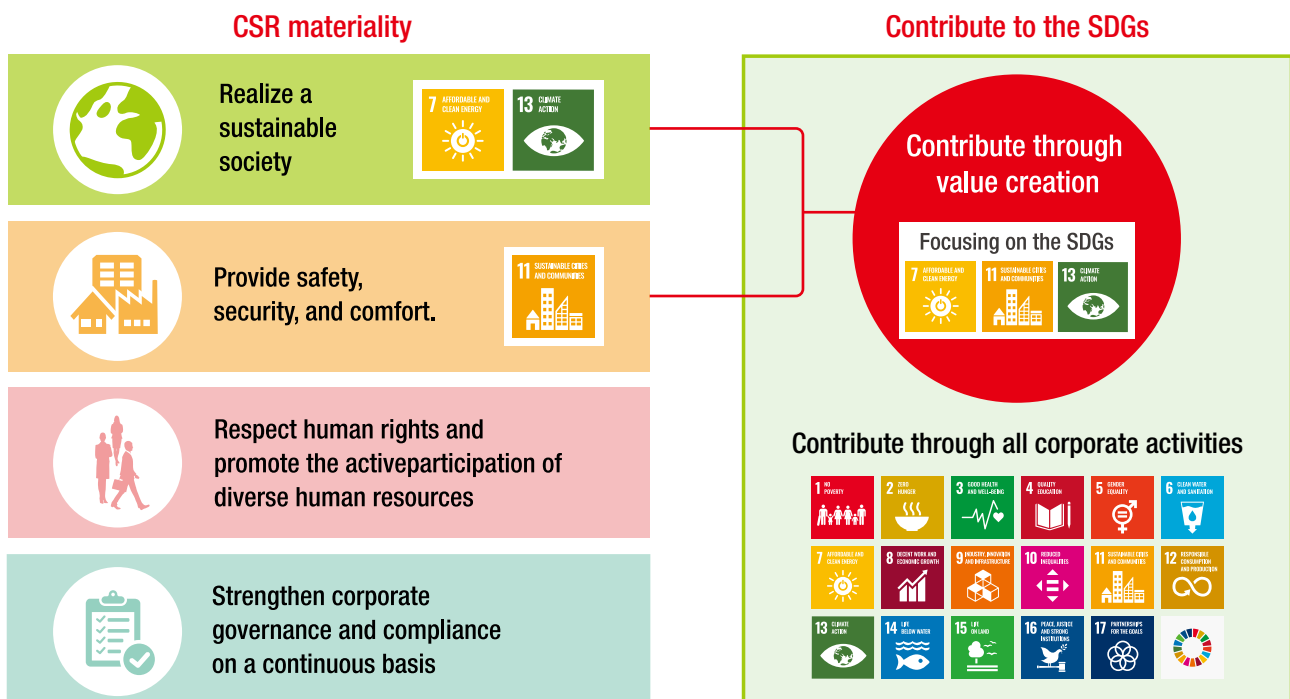 CSR materiality
Realize a
sustainable
society
7 AFFORDABLE AND
CLEAN ENERGY
13 CLIMATE
ACTION
Provide safety,
security, and comfort.
11 SUSTAINABLE CITIES
AND COMMUNITIES
Respect human rights and
promote the activeparticipation of
diverse human resources
Strengthen corporate
governance and compliance
on a continuous basis
Contribute to the SDGs
Contribute through
value creation
Focusing on the SDGs
7 AFFORDABLE AND
CLEAN ENERGY
11 SUSTAINABLE CITIES
AND COMMUNITIES
13 CLIMATE
ACTION
Contribute through all corporate activities
1 NO
POVERTY
2 ZERO
HUNGER
3 GOOD HEALTH
AND WELL-BEING
4 QUALITY
EDUCATION
5 GENDER
EQUALITY
6 CLEAN WATER
AND SANITATION
7 AFFORDABLE AND
CLEAN ENERGY
8 DECENT WORK AND
ECONOMIC GROWTH
9 INDUSTRY, INNOVATION
AND INFRASTRUCTURE
10 REDUCED
INEQUALITIES
11 SUSTAINABLE CITIES
AND COMMUNITIES
12 RESPONSIBLE
CONSUMPTION
AND PRODUCTION
13 CLIMATE
ACTION
14 LIFE
BELOW WATER
15 LIFE
ON LAND
16 PEACE, JUSTICE
AND STRONG
INSTITUTIONS
17 PARTNERSHIPS
FOR THE GOALS